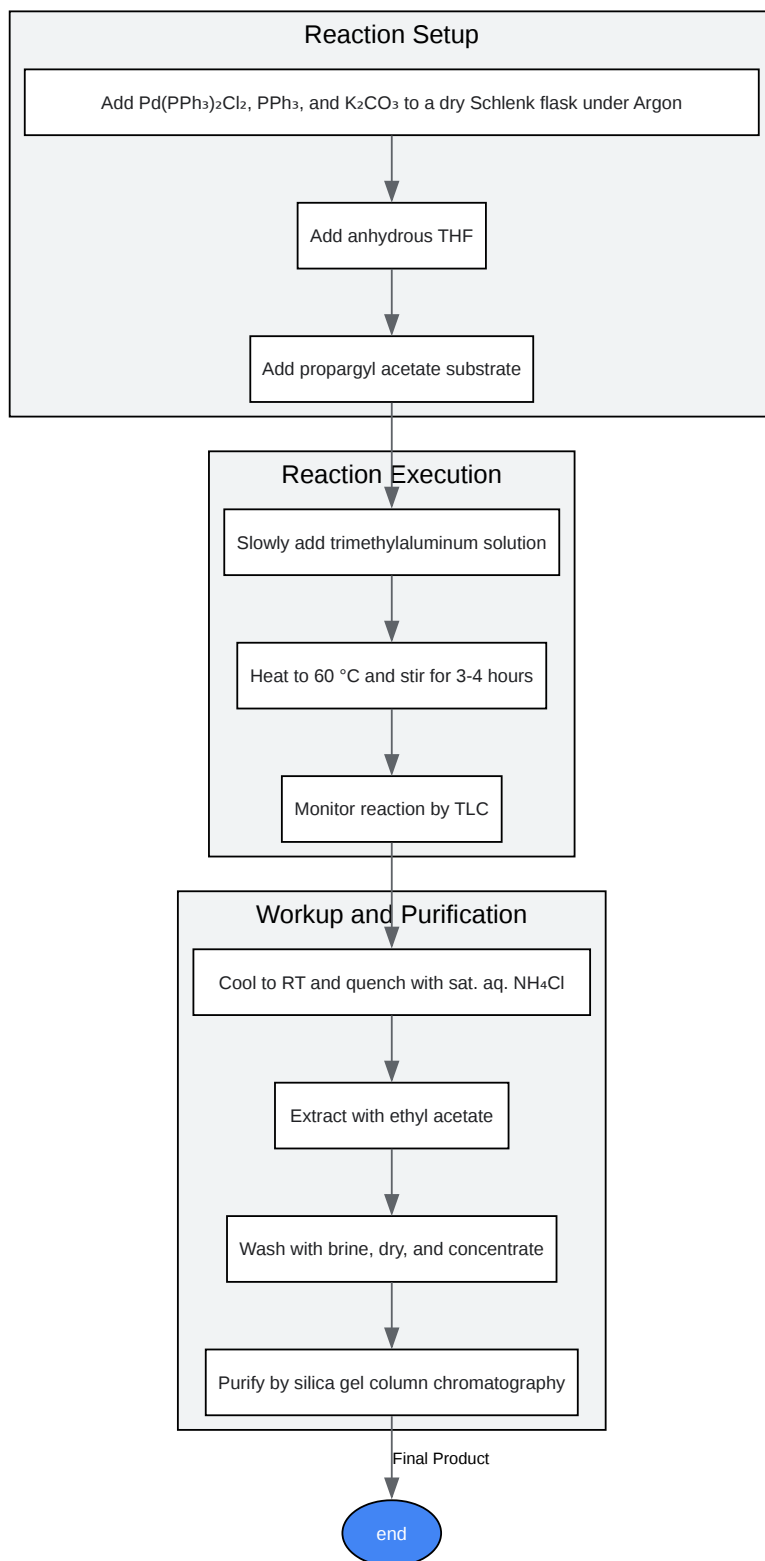 Reaction Setup
Add Pd(PPh₃)₂Cl₂, PPh₃, and K₂CO₃ to a dry Schlenk flask under Argon
Add anhydrous THF
Add propargyl acetate substrate
Reaction Execution
Slowly add trimethylaluminum solution
Heat to 60 °C and stir for 3-4 hours
Monitor reaction by TLC
Workup and Purification
Cool to RT and quench with sat. aq. NH₄Cl
Extract with ethyl acetate
Wash with brine, dry, and concentrate
Purify by silica gel column chromatography
Final Product
end